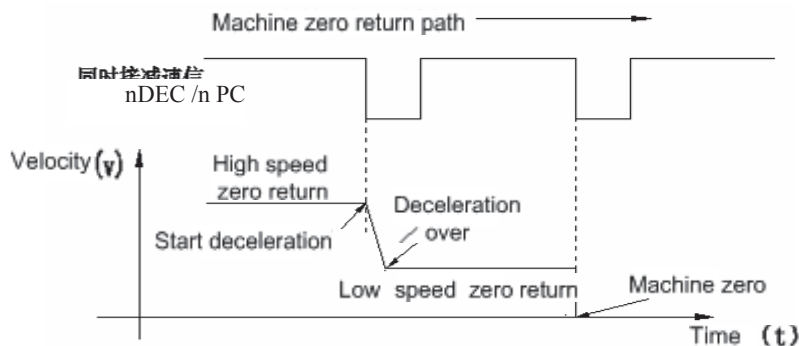 Machine zero return path
nDEC /n PC
Velocity(v)
High speed
zero return
Deceleration
over
Start deceleration
Low speed zero return
Machine zero
Time (t)